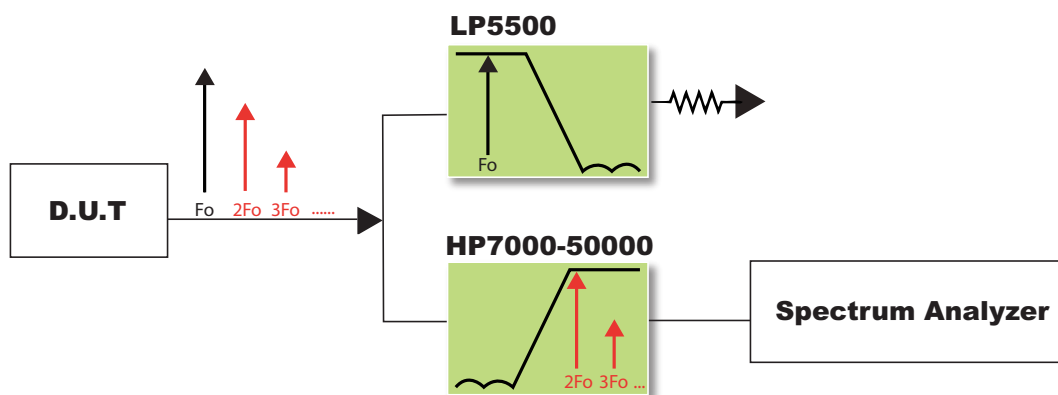 LP5500
Fo
D.U.T
Fo 2Fo 3Fo ......
HP7000-50000
2Fo 3Fo ...
Spectrum Analyzer